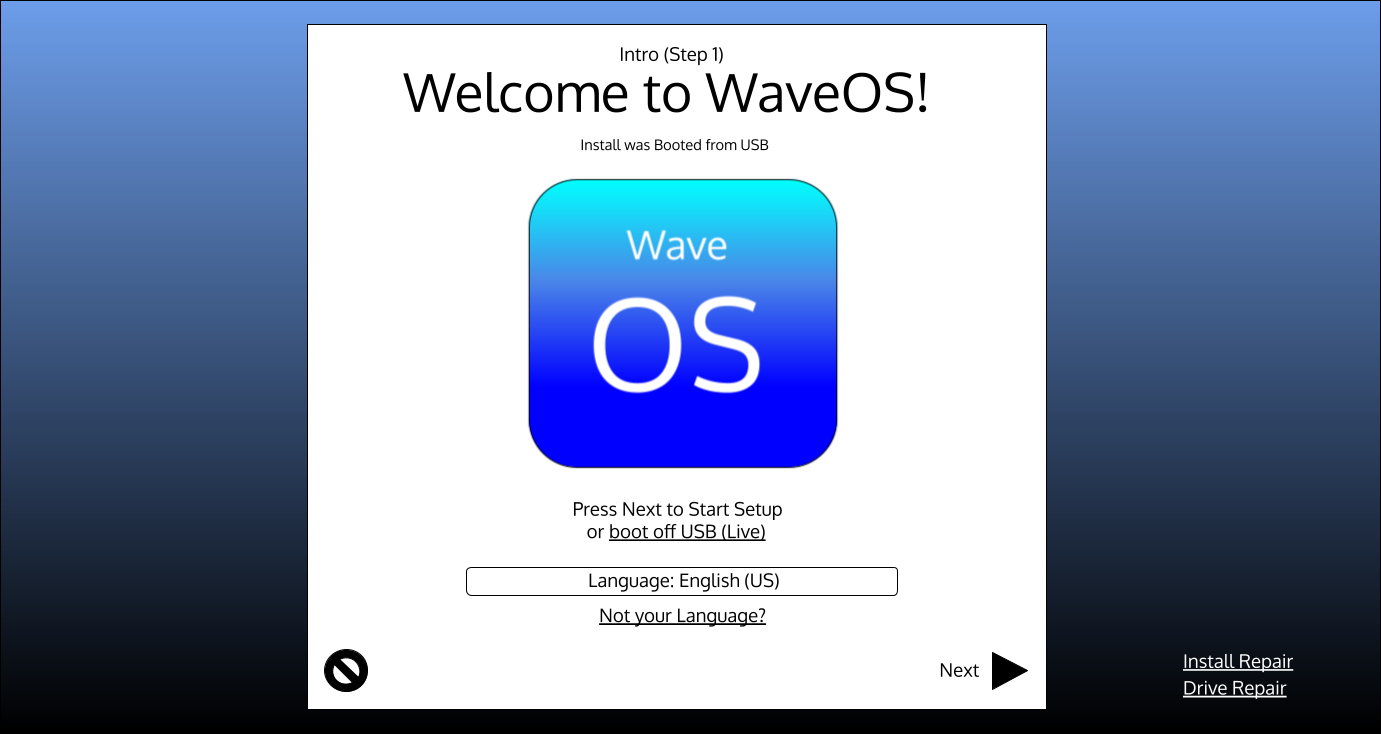 Intro (Step 1)
Welcome to WaveOS!
Install was Booted from USB
Wave
OS
Press Next to Start Setup
or boot off USB (Live)
Language: English (US)
Not your Language?
Next
Install Repair
Drive Repair